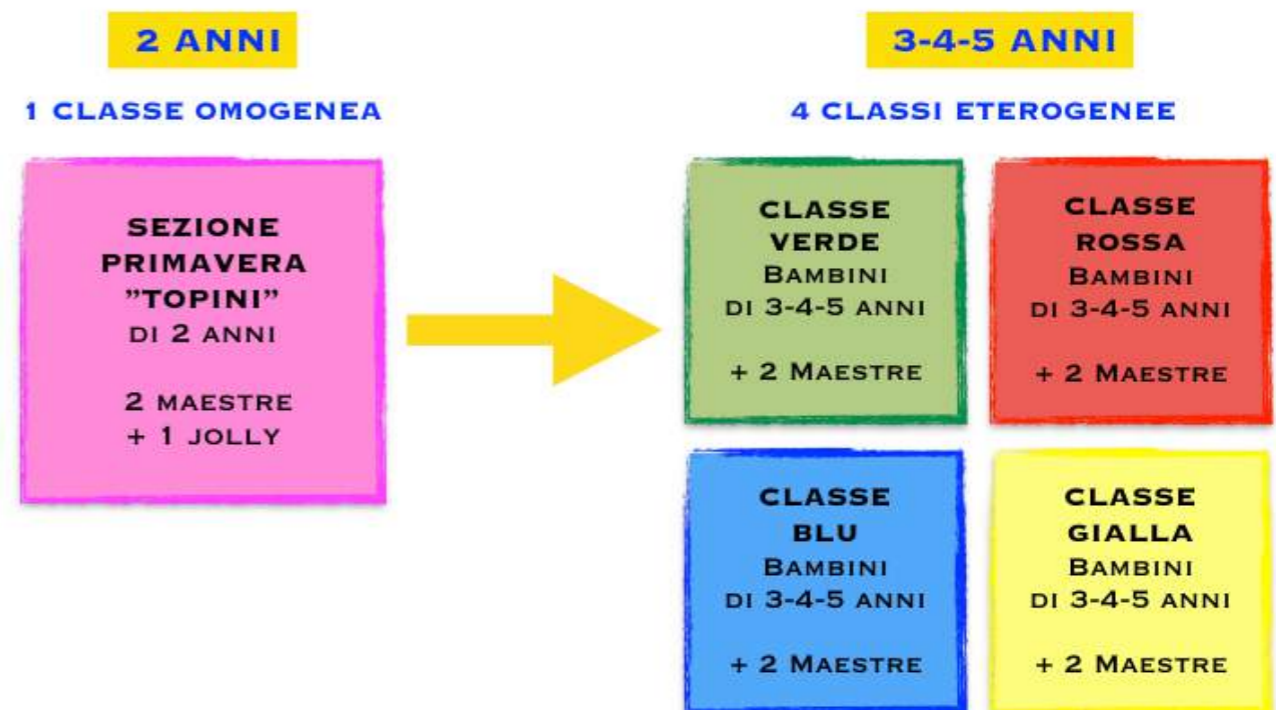 2 ANNI
1 CLASSE OMOGENEA
SEZIONE
PRIMAVERA
”TOPINI”
DI 2 ANNI
2 MAESTRE
+ 1 JOLLY
3-4-5 ANNI
4 CLASSI ETEROGENEE
CLASSE
VERDE
BAMBINI
DI 3-4-5 ANNI
+ 2 MAESTRE
CLASSE
ROSSA
BAMBINI
DI 3-4-5 ANNI
+ 2 MAESTRE
CLASSE
BLU
BAMBINI
DI 3-4-5 ANNI
+ 2 MAESTRE
CLASSE
GIALLA
BAMBINI
DI 3-4-5 ANNI
+ 2 MAESTRE